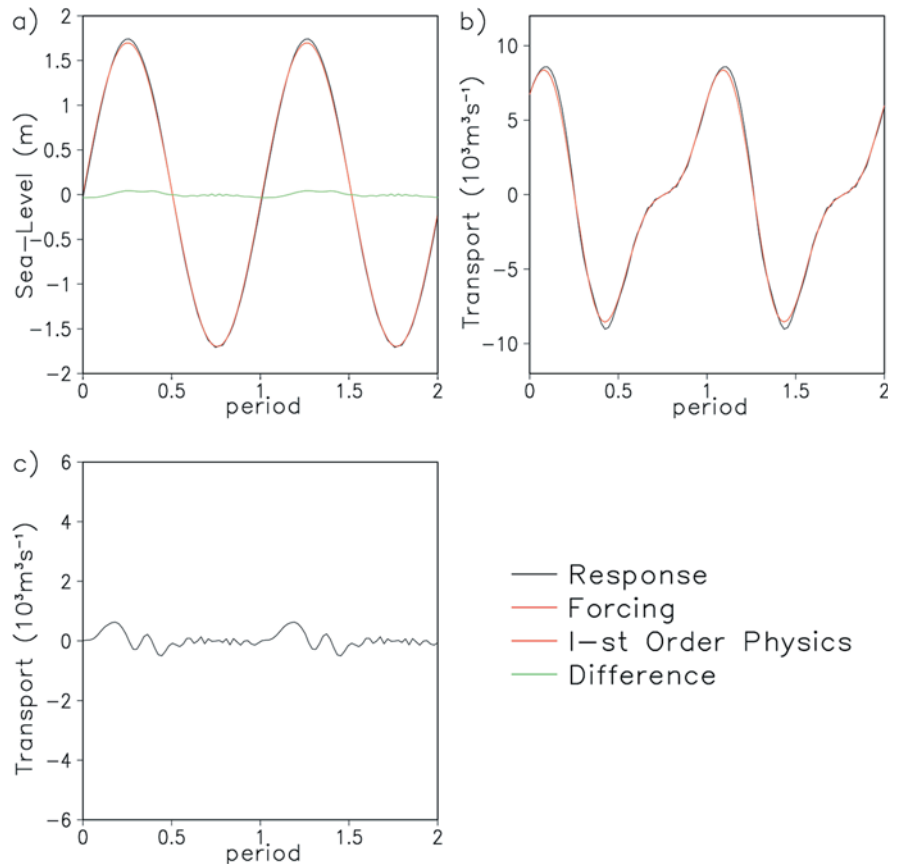 a)
Sea-Level (m)
2
1.5
1
0.5
0
-0.5
-1
-1.5
-2
0 0.5 1 1.5 2
period
b)
Transport (10³m³s⁻¹)
10
5
0
-5
-10
0 0.5 1 1.5 2
period
c)
Transport (10³m³s⁻¹)
6
4
2
0
-2
-4
-6
0 0.5 1 1.5 2
period
Response
Forcing
I-st Order Physics
Difference